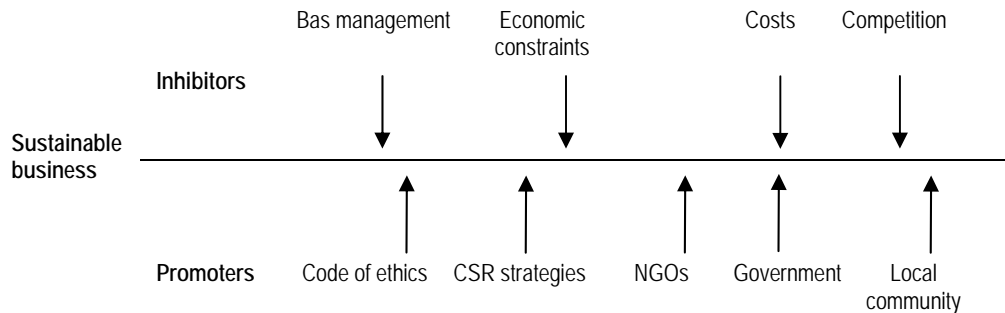 Bas management
Economic
constraints
Costs
Competition
Inhibitors
Sustainable
business
Promoters
Code of ethics
CSR strategies
NGOs
Government
Local
community